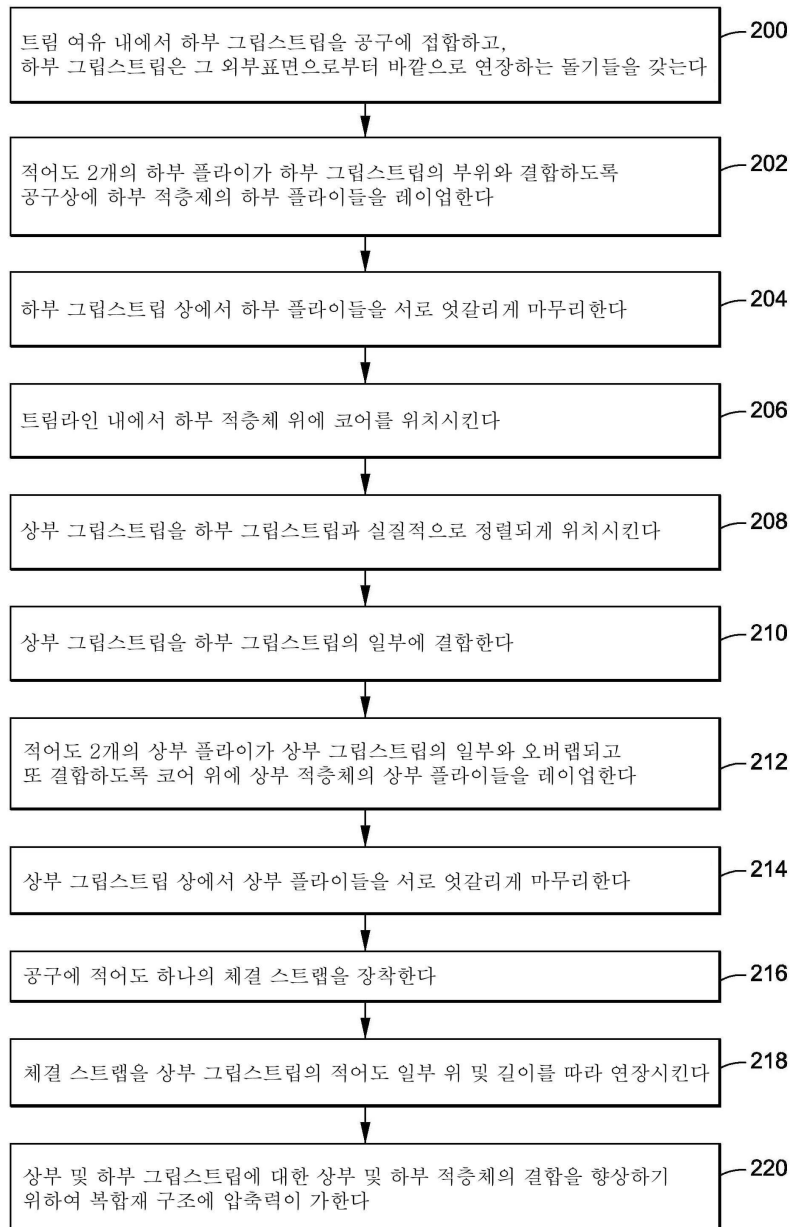 트림 여유 내에서 하부 그립스트립을 공구에 접합하고,
하부 그립스트립은 그 외부표면으로부터 바깥으로 연장하는 돌기들을 갖는다
200
적어도 2개의 하부 플라이가 하부 그립스트립의 부위와 결합하도록
공구상에 하부 적층제의 하부 플라이들을 레이업한다
202
하부 그립스트립 상에서 하부 플라이들을 서로 엇갈리게 마무리한다
204
트림라인 내에서 하부 적층체 위에 코어를 위치시킨다
206
상부 그립스트립을 하부 그립스트립과 실질적으로 정렬되게 위치시킨다
208
상부 그립스트립을 하부 그립스트립의 일부에 결합한다
210
적어도 2개의 상부 플라이가 상부 그립스트립의 일부와 오버랩되고
또 결합하도록 코어 위에 상부 적층체의 상부 플라이들을 레이업한다
212
상부 그립스트립 상에서 상부 플라이들을 서로 엇갈리게 마무리한다
214
공구에 적어도 하나의 체결 스트랩을 장착한다
216
체결 스트랩을 상부 그립스트립의 적어도 일부 위 및 길이를 따라 연장시킨다
218
상부 및 하부 그립스트립에 대한 상부 및 하부 적층체의 결합을 향상하기
위하여 복합재 구조에 압축력이 가한다
220